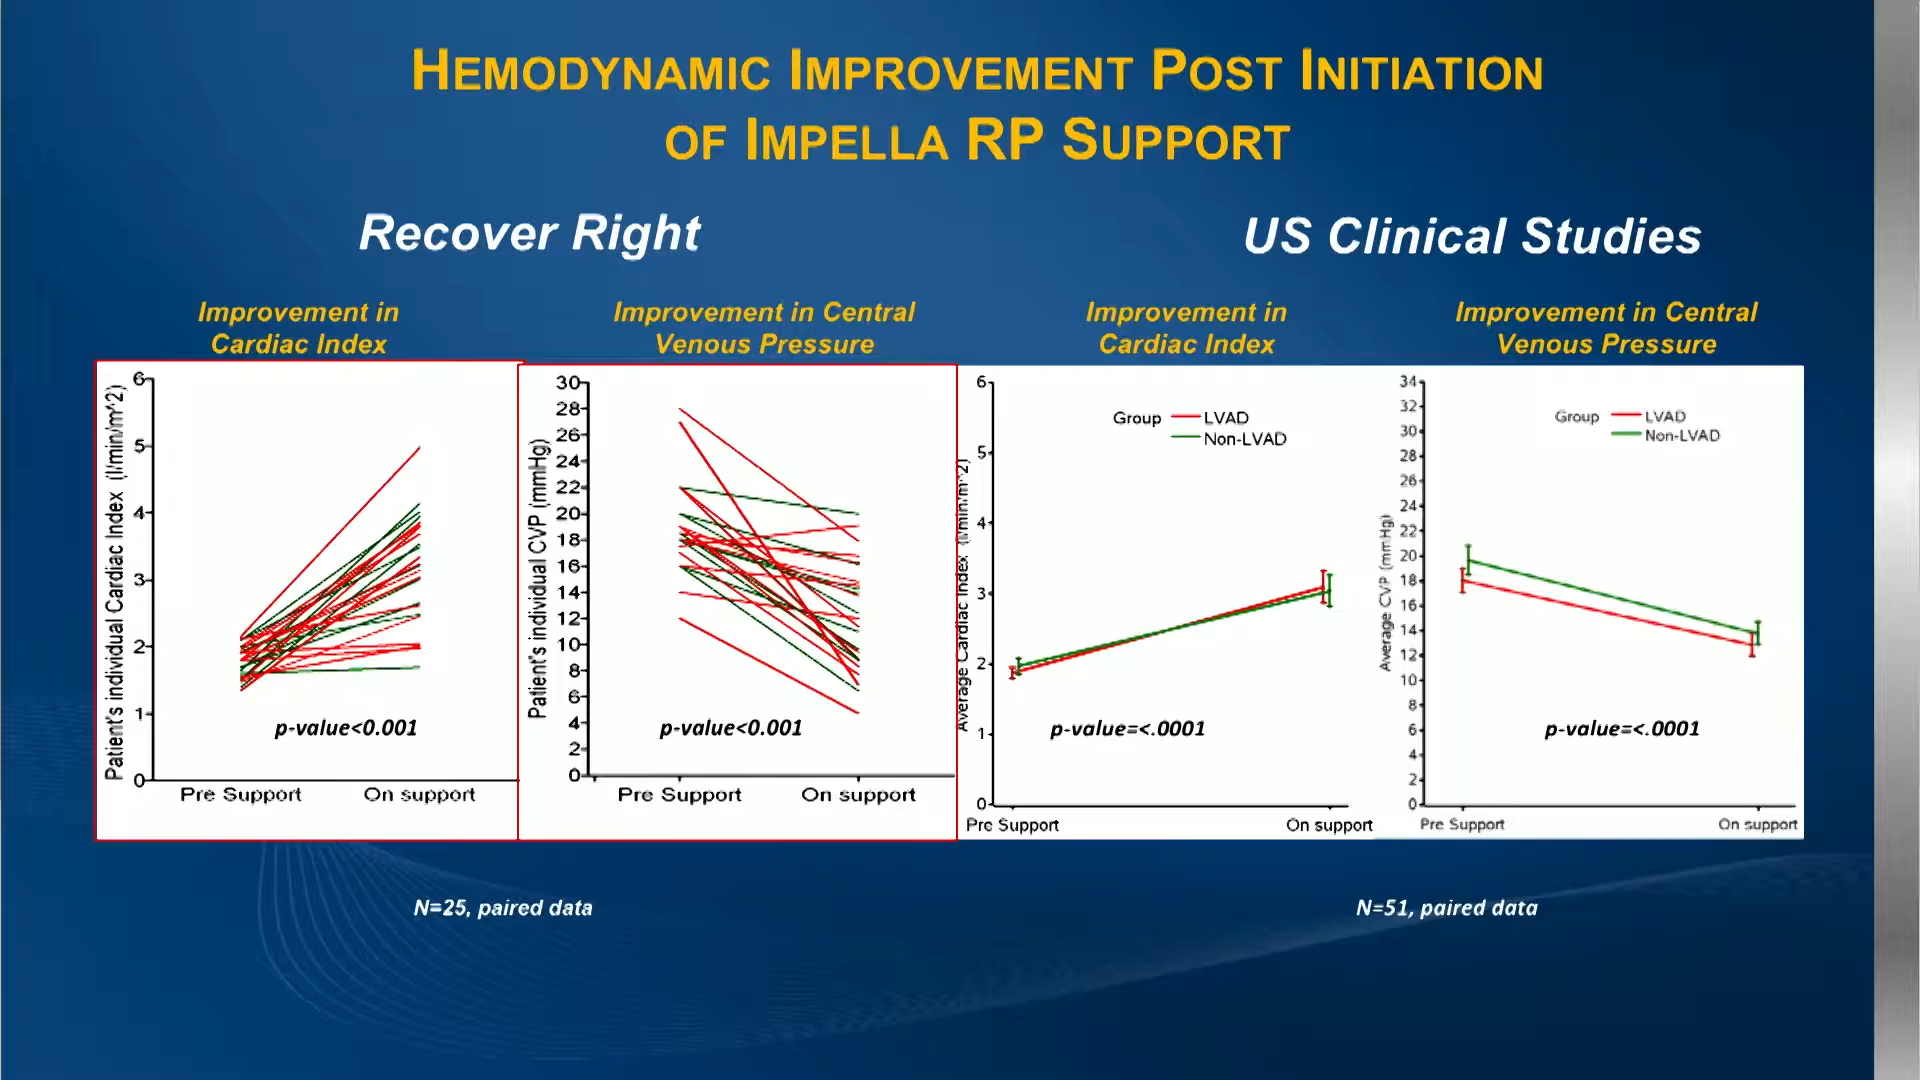 HEMODYNAMIC IMPROVEMENT POST INITIATION
OF IMPELLA RP SUPPORT
Recover Right
US Clinical Studies
Improvement in
Cardiac Index
Improvement in Central
Venous Pressure
Improvement in
Cardiac Index
Improvement in Central
Venous Pressure
Patient's individual Cardiac Index (l/min/m^2)
6
5
4
3
2
1
0
p-value<0.001
Pre Support On support
Patient's individual CVP (mmHg)
30
28
26
24
22
20
18
16
14
12
10
8
6
4
2
0
p-value<0.001
Pre Support On support
Average Cardiac Index (l/min/m^2)
6
5
4
3
2
1
0
Group LVAD
Non-LVAD
p-value=<.0001
Pre Support On support
Average CVP (mmHg)
34
32
30
28
26
24
22
20
18
16
14
12
10
8
6
4
2
0
Group LVAD
Non-LVAD
p-value=<.0001
Pre Support On support
N=25, paired data
N=51, paired data